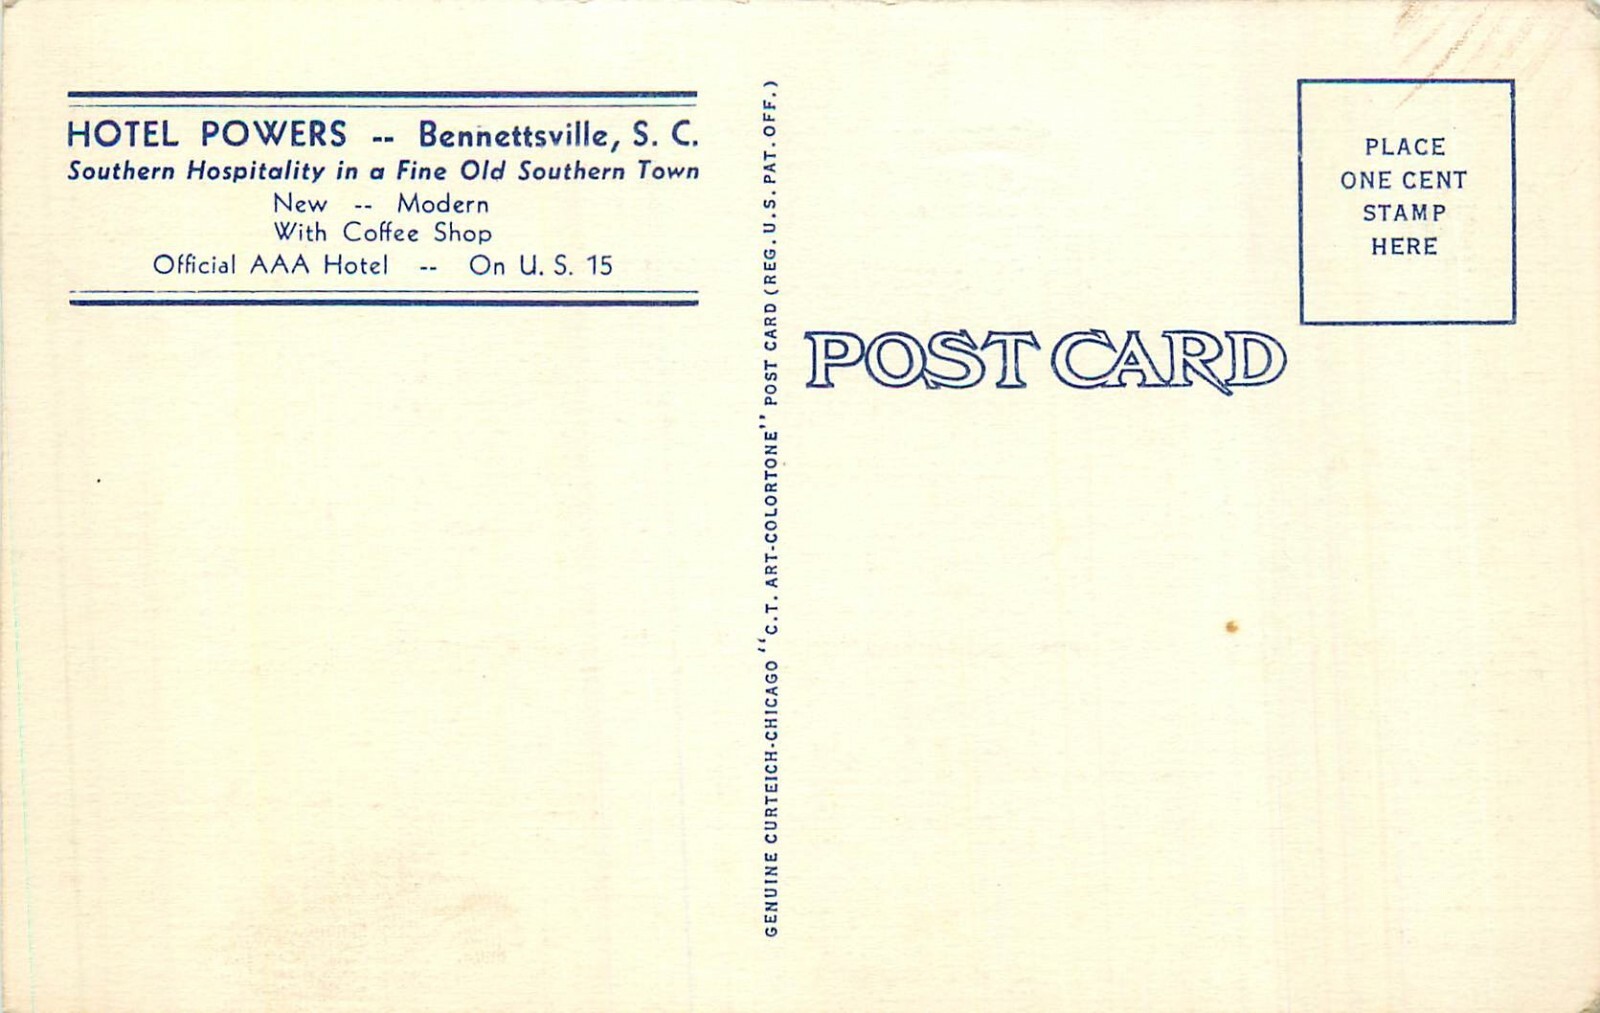 HOTEL POWERS -- Bennettsville, S. C.
Southern Hospitality in a Fine Old Southern Town
New -- Modern
With Coffee Shop
Official AAA Hotel -- On U. S. 15
GENUINE CURTEICH-CHICAGO "C.T. ART-COLORTONE" POST CARD (REG. U.S. PAT. OFF.)
POST CARD
PLACE
ONE CENT
STAMP
HERE